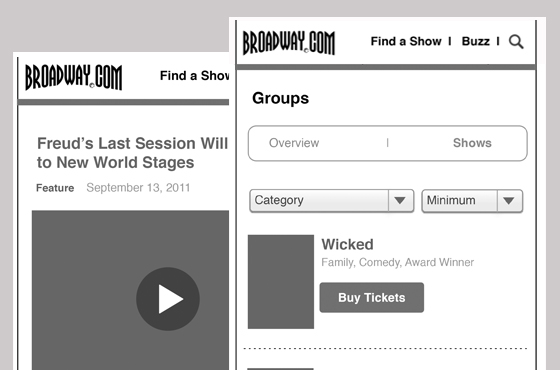 BROADWAY.COM
Find a Show
Freud's Last Session Will
to New World Stages
Feature September 13, 2011
BROADWAY.COM
Find a Show I Buzz I
Groups
Overview | Shows
Category
Minimum
Wicked
Family, Comedy, Award Winner
Buy Tickets